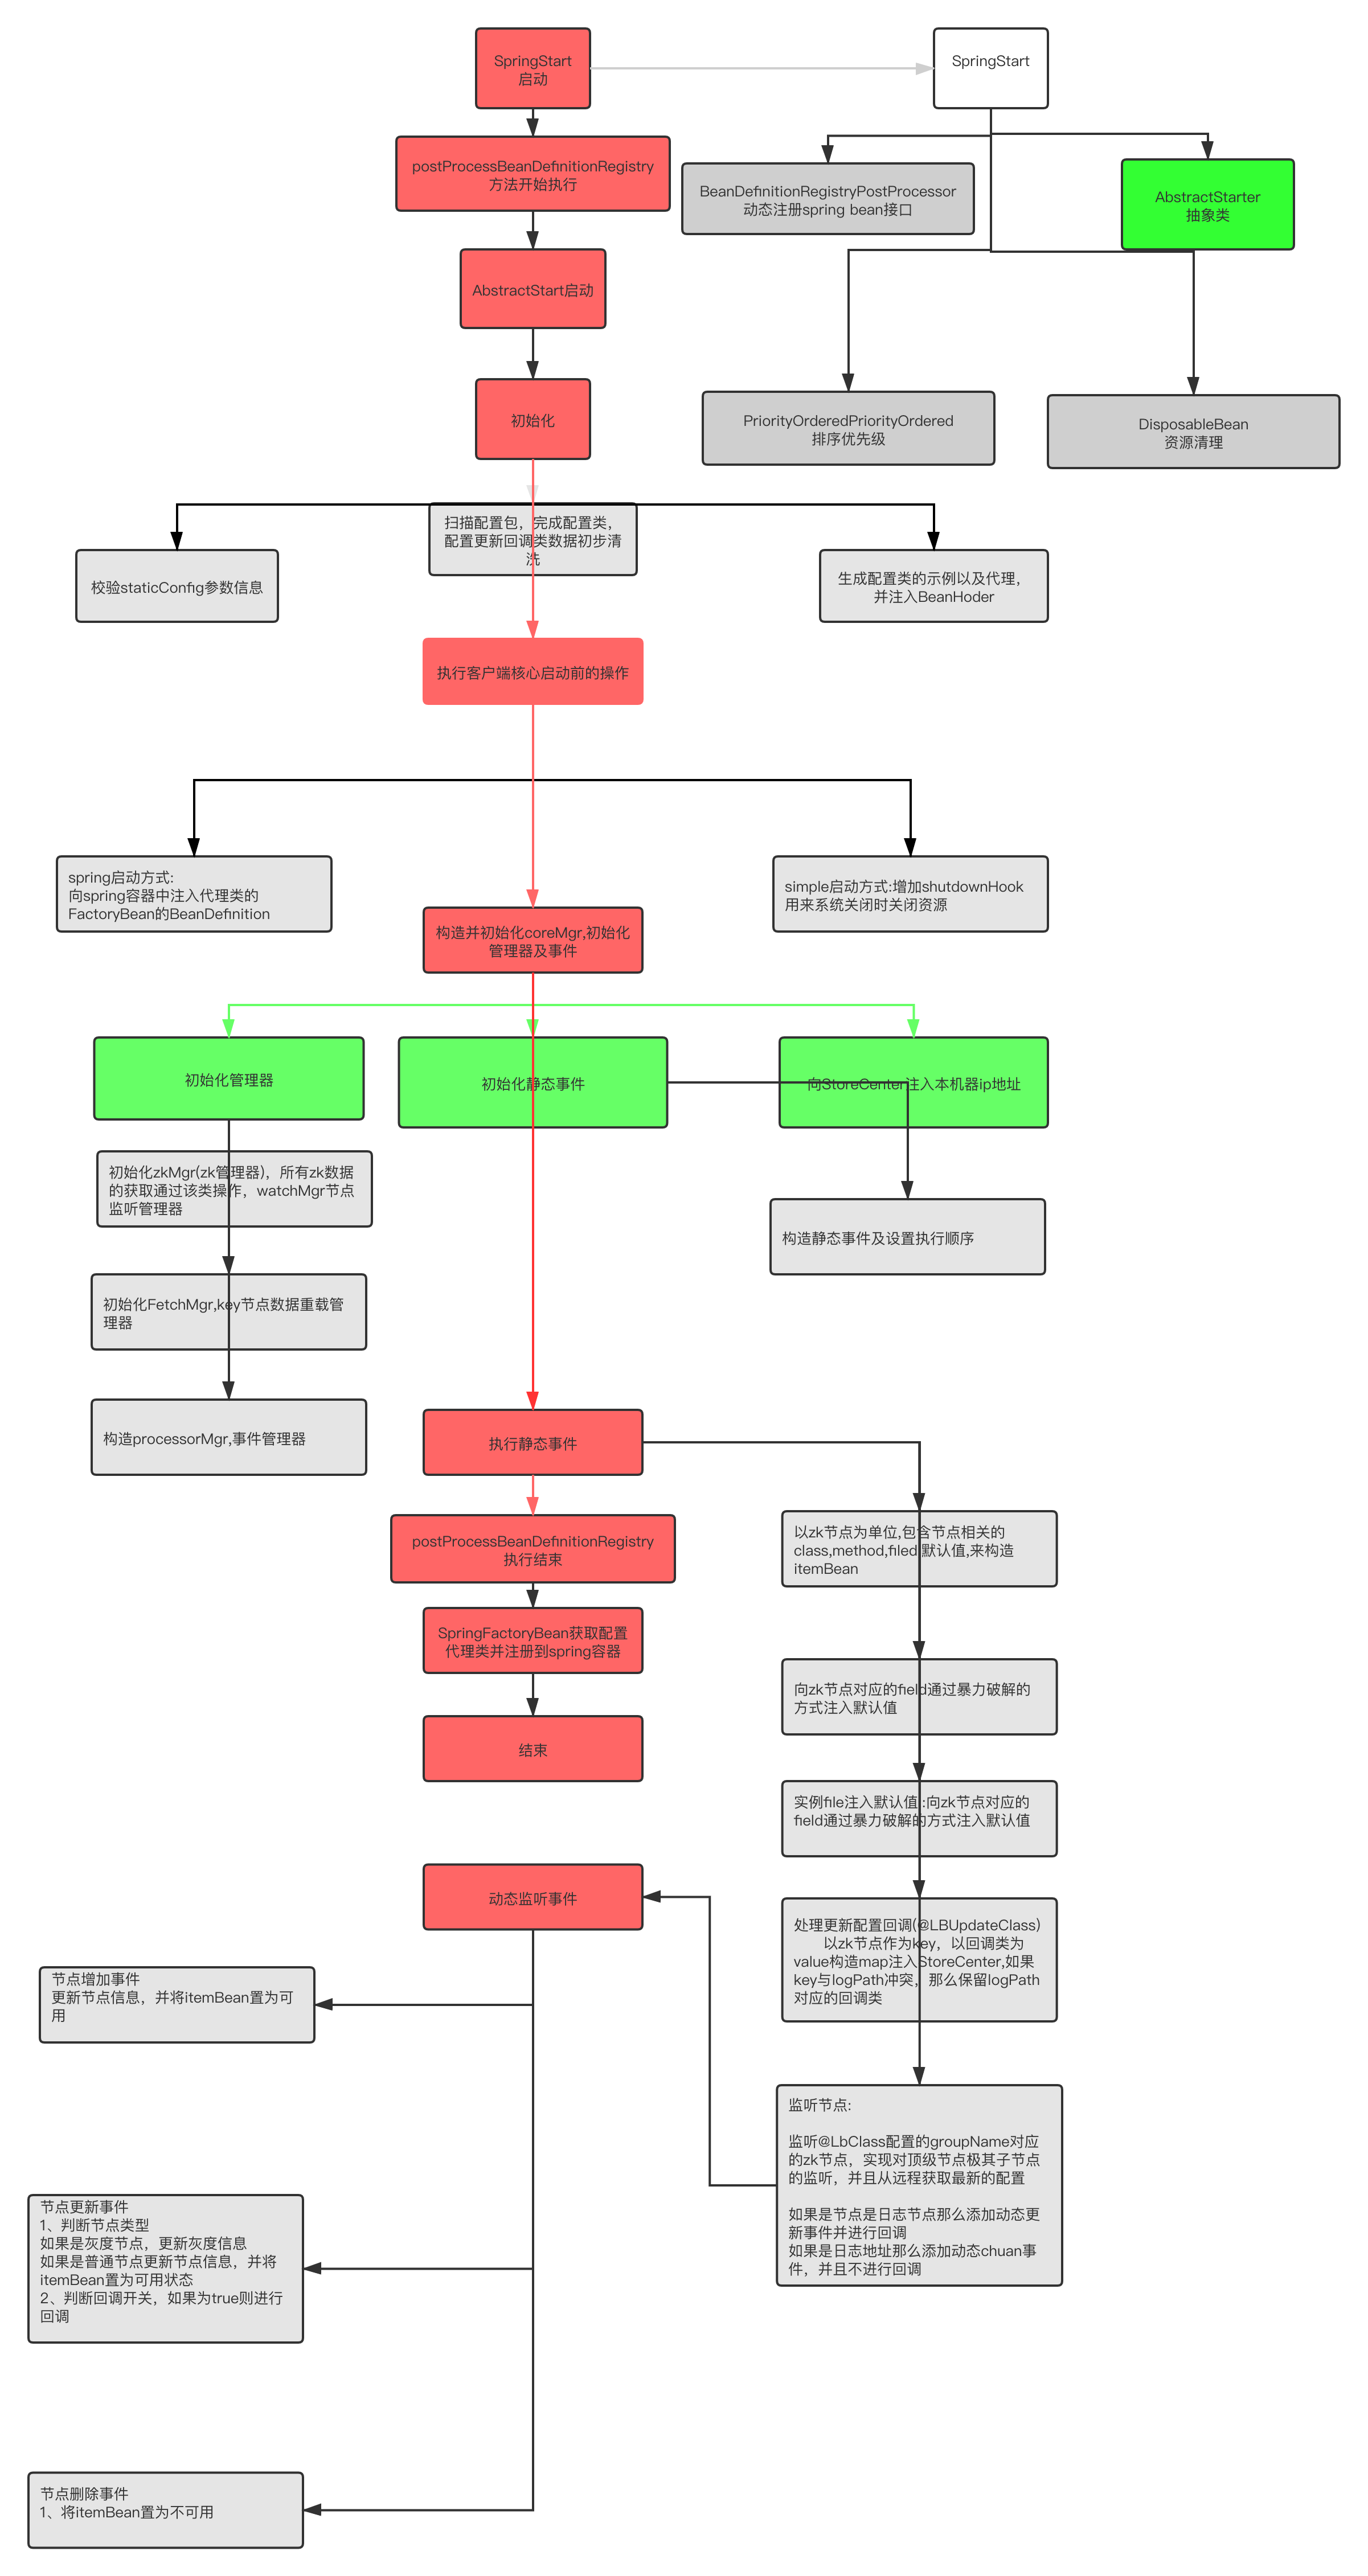 SpringStart
启动
SpringStart
postProcessBeanDefinitionRegistry
方法开始执行
BeanDefinitionRegistryPostProcessor
动态注册spring bean接口
AbstractStarter
抽象类
AbstractStart启动
初始化
PriorityOrderedPriorityOrdered
排序优先级
DisposableBean
资源清理
扫描配置包，完成配置类，
配置更新回调类数据初步清
洗
校验staticConfig参数信息
生成配置类的示例以及代理，
并注入BeanHoder
执行客户端核心启动前的操作
spring启动方式:
向spring容器中注入代理类的
FactoryBean的BeanDefinition
simple启动方式:增加shutdownHook
用来系统关闭时关闭资源
构造并初始化coreMgr,初始化
管理器及事件
初始化管理器
初始化静态事件
向StoreCenter注入本机器ip地址
初始化zkMgr(zk管理器)，所有zk数据
的获取通过该类操作，watchMgr节点
监听管理器
构造静态事件及设置执行顺序
初始化FetchMgr,key节点数据重载管
理器
构造processorMgr,事件管理器
执行静态事件
postProcessBeanDefinitionRegistry
执行结束
以zk节点为单位,包含节点相关的
class,method,filed,默认值,来构造
itemBean
SpringFactoryBean获取配置
代理类并注册到spring容器
向zk节点对应的field通过暴力破解的
方式注入默认值
结束
实例file注入默认值:向zk节点对应的
field通过暴力破解的方式注入默认值
动态监听事件
处理更新配置回调(@LBUpdateClass)
以zk节点作为key，以回调类为
value构造map注入StoreCenter,如果
key与logPath冲突，那么保留logPath
对应的回调类
节点增加事件
更新节点信息，并将itemBean置为可
用
监听节点:
监听@LbClass配置的groupName对应
的zk节点，实现对顶级节点极其子节点
的监听，并且从远程获取最新的配置
如果是节点是日志节点那么添加动态更
新事件并进行回调
如果是日志地址那么添加动态chuan事
件，并且不进行回调
节点更新事件
1、判断节点类型
如果是灰度节点，更新灰度信息
如果是普通节点更新节点信息，并将
itemBean置为可用状态
2、判断回调开关，如果为true则进行
回调
节点删除事件
1、将itemBean置为不可用